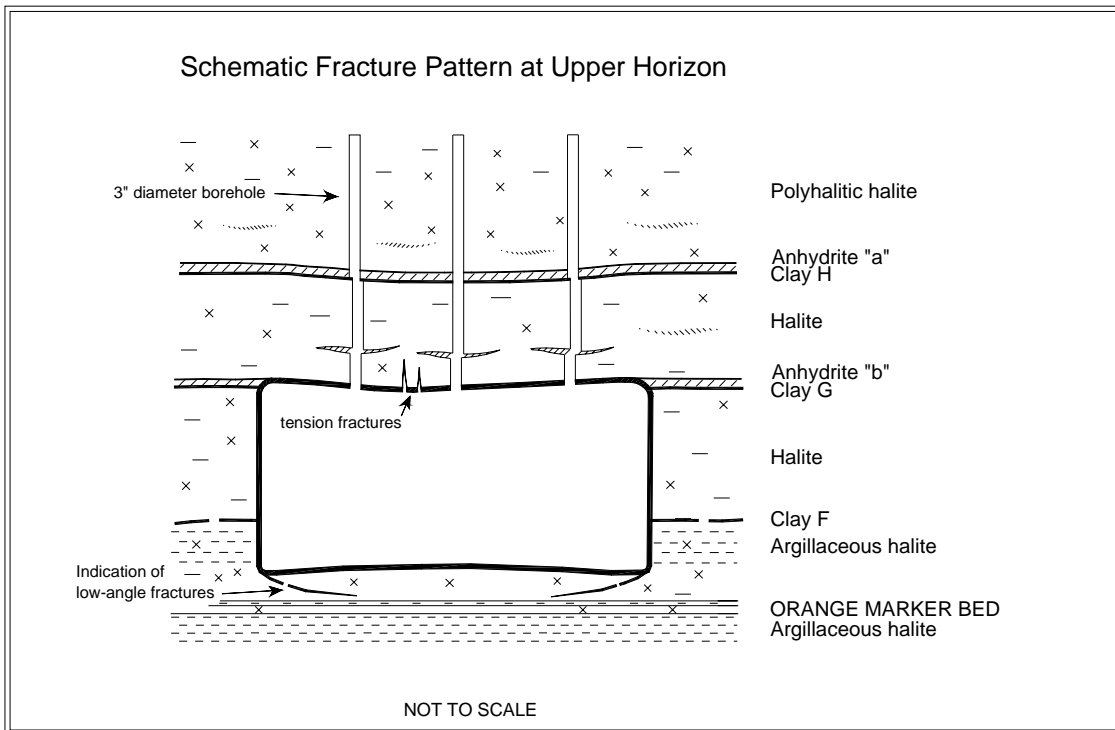 Schematic Fracture Pattern at Upper Horizon
3" diameter borehole
Polyhalitic halite
Anhydrite "a"
Clay H
Halite
Anhydrite "b"
Clay G
tension fractures
Halite
Clay F
Argillaceous halite
Indication of
low-angle fractures
ORANGE MARKER BED
Argillaceous halite
NOT TO SCALE